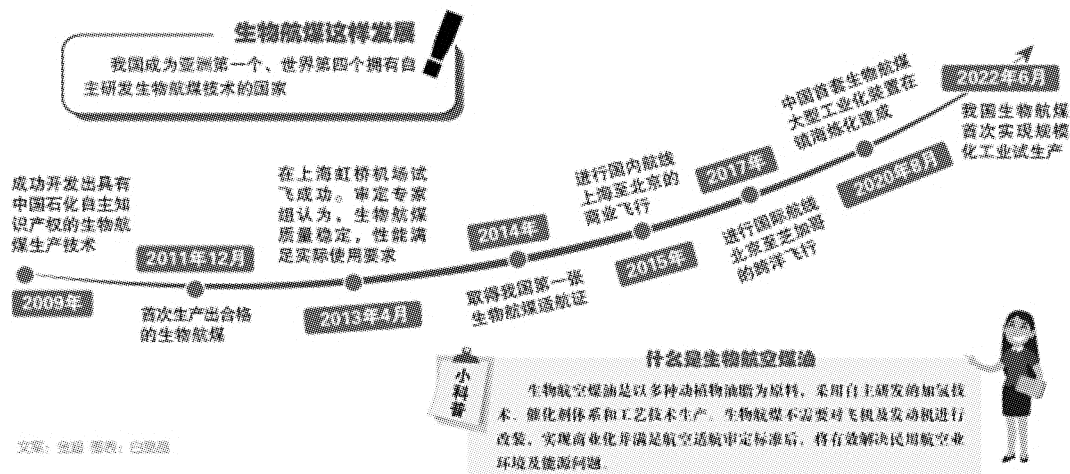 生物航煤这样发展
我国成为亚洲第一个、世界第四个拥有自
主研发生物航煤技术的国家
成功开发出具有
中国石化自主知
识产权的生物航
煤生产技术
2009年
2011年12月
首次生产出合格
的生物航煤
在上海虹桥机场试
飞成功。审定专家
组认为，生物航煤
质量稳定，性能满
足实际使用要求
2013年4月
2014年
取得我国第一张
生物航煤适航证
进行国内航线
上海至北京的
商业飞行
2015年
2017年
进行国际航线
北京至芝加哥
的跨洋飞行
中国首套生物航煤
大型工业化装置在
镇海炼化建成
2020年8月
2022年6月
我国生物航煤
首次实现规模
化工业试生产
小科普
什么是生物航空煤油
生物航空煤油是以多种动植物油脂为原料，采用自主研发的加氢技
术、催化剂体系和工艺技术生产。生物航煤不需要对飞机及发动机进行
改装，实现商业化并满足航空适航审定标准后，将有效解决民用航空业
环境及能源问题。